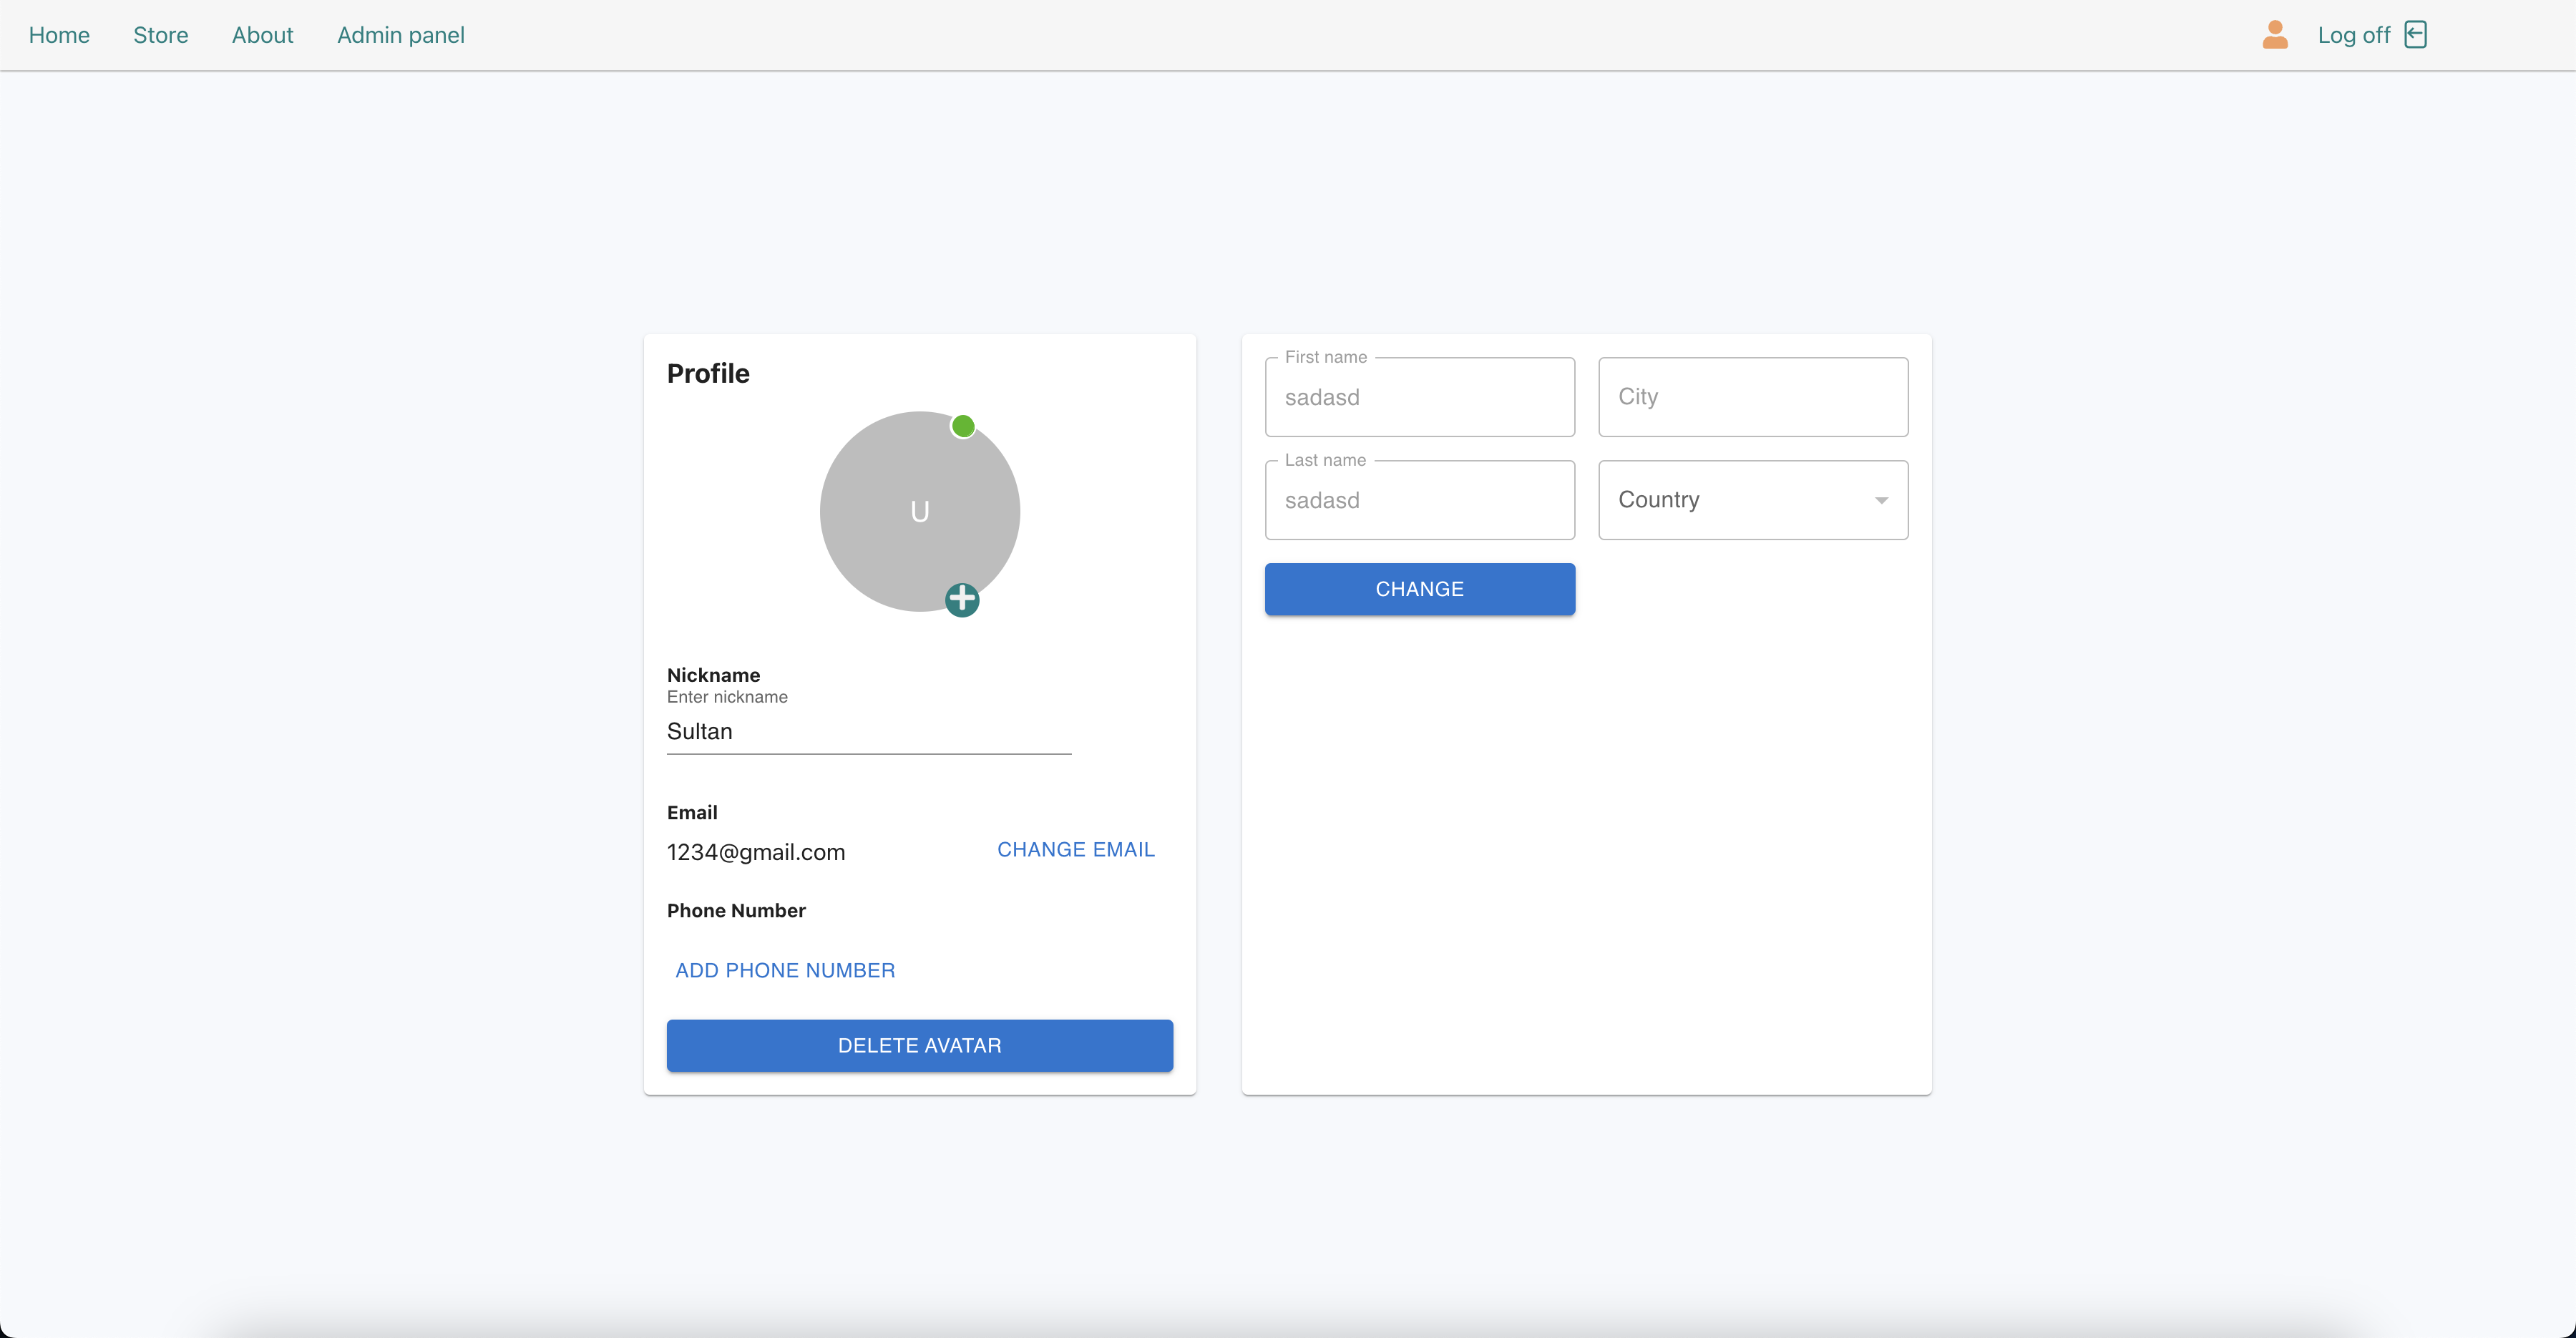 Home Store About Admin panel Log off
Profile
U
Nickname
Enter nickname
Sultan
Email
1234@gmail.com CHANGE EMAIL
Phone Number
ADD PHONE NUMBER
DELETE AVATAR
First name
sadasd
City
Last name
sadasd
Country
CHANGE